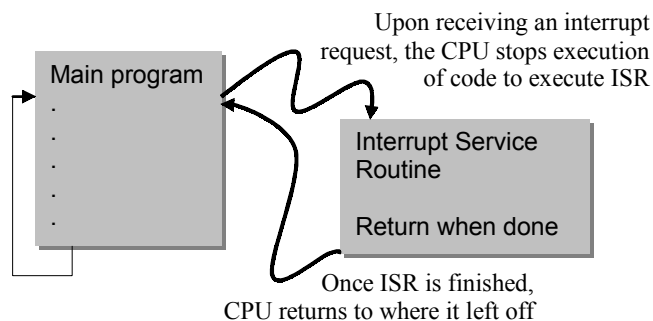 Upon receiving an interrupt
request, the CPU stops execution
of code to execute ISR
Main program
.
.
.
.
.
Interrupt Service
Routine
Return when done
Once ISR is finished,
CPU returns to where it left off